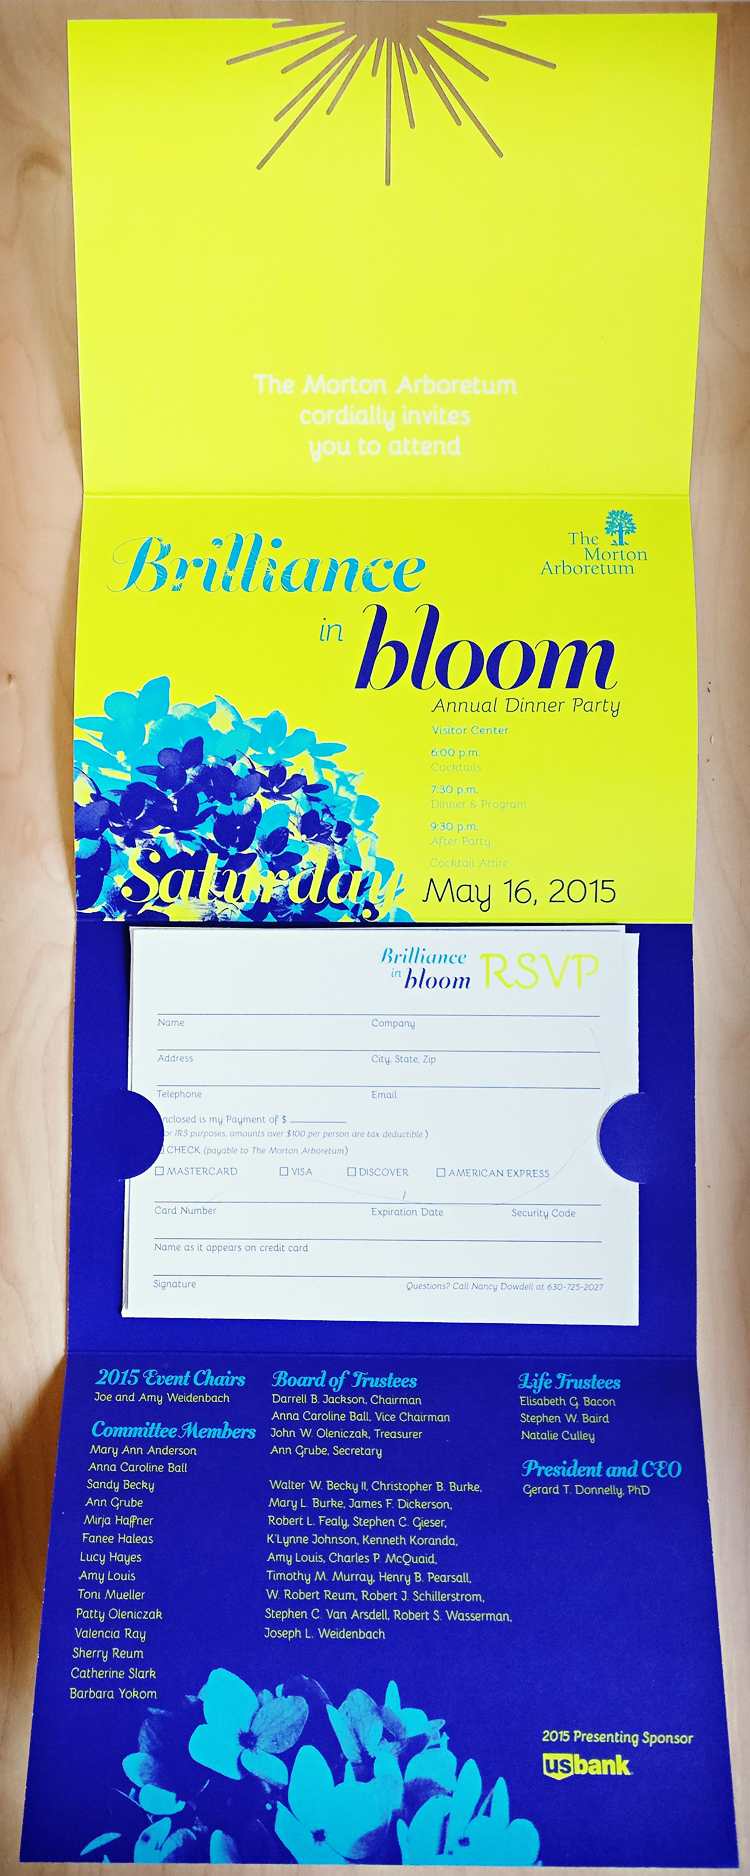 The Morton Arboretum
cordially invites
you to attend
Brilliance
in bloom
The
Morton
Arboretum
Annual Dinner Party
Visitor Center
6:00 p.m.
Cocktails
7:30 p.m.
Dinner & Program
9:30 p.m.
After Party
Cocktail Attire
Saturday May 16, 2015
Brilliance
in bloom RSVP
Name Company
Address City, State, Zip
Telephone Email
nclosed is my Payment of $
or IRS purposes, amounts over $100 per person are tax deductible.)
CHECK (payable to The Morton Arboretum)
MASTERCARD VISA DISCOVER AMERICAN EXPRESS
/
Card Number Expiration Date Security Code
Name as it appears on credit card
Signature Questions? Call Nancy Dowdell at 630-725-2027
2015 Event Chairs
Joe and Amy Weidenbach
Committee Members
Mary Ann Anderson
Anna Caroline Ball
Sandy Becky
Ann Grube
Mirja Haffner
Fanee Haleas
Lucy Hayes
Amy Louis
Toni Mueller
Patty Oleniczak
Valencia Ray
Sherry Reum
Catherine Slark
Barbara Yokom
Board of Trustees
Darrell B. Jackson, Chairman
Anna Caroline Ball, Vice Chairman
John W. Oleniczak, Treasurer
Ann Grube, Secretary
Walter W. Becky II, Christopher B. Burke,
Mary L. Burke, James F. Dickerson,
Robert L. Fealy, Stephen C. Gieser,
K'Lynne Johnson, Kenneth Koranda,
Amy Louis, Charles P. McQuaid,
Timothy M. Murray, Henry B. Pearsall,
W. Robert Reum, Robert J. Schillerstrom,
Stephen C. Van Arsdell, Robert S. Wasserman,
Joseph L. Weidenbach
Life Trustees
Elisabeth G. Bacon
Stephen W. Baird
Natalie Culley
President and CEO
Gerard T. Donnelly, PhD
2015 Presenting Sponsor
usbank